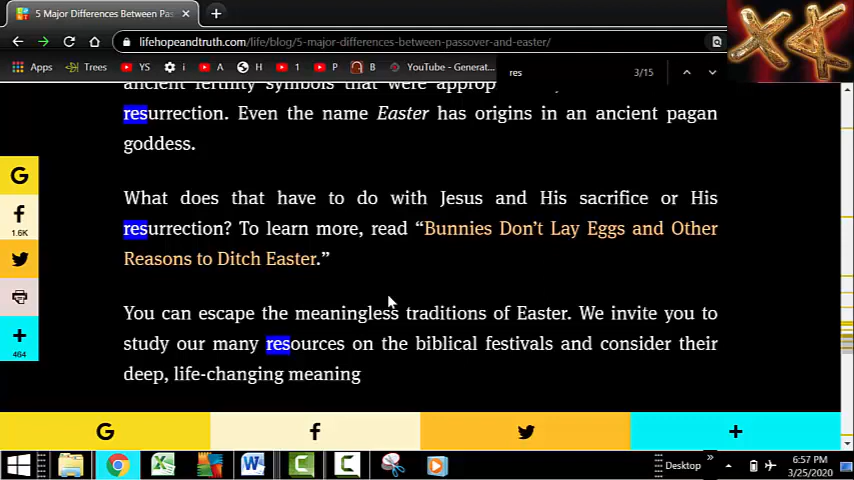 5 Major Differences Between Pas
lifehopeandtruth.com/life/blog/5-major-differences-between-passover-and-easter/
Apps Trees YS i A H 1 P B YouTube - Generat...
res 3/15
resurrection. Even the name Easter has origins in an ancient pagan
goddess.
What does that have to do with Jesus and His sacrifice or His
resurrection? To learn more, read “Bunnies Don’t Lay Eggs and Other
Reasons to Ditch Easter.”
You can escape the meaningless traditions of Easter. We invite you to
study our many resources on the biblical festivals and consider their
deep, life-changing meaning
G
f
1.6K
+
464
G f +
Desktop
6:57 PM
3/25/2020
X4